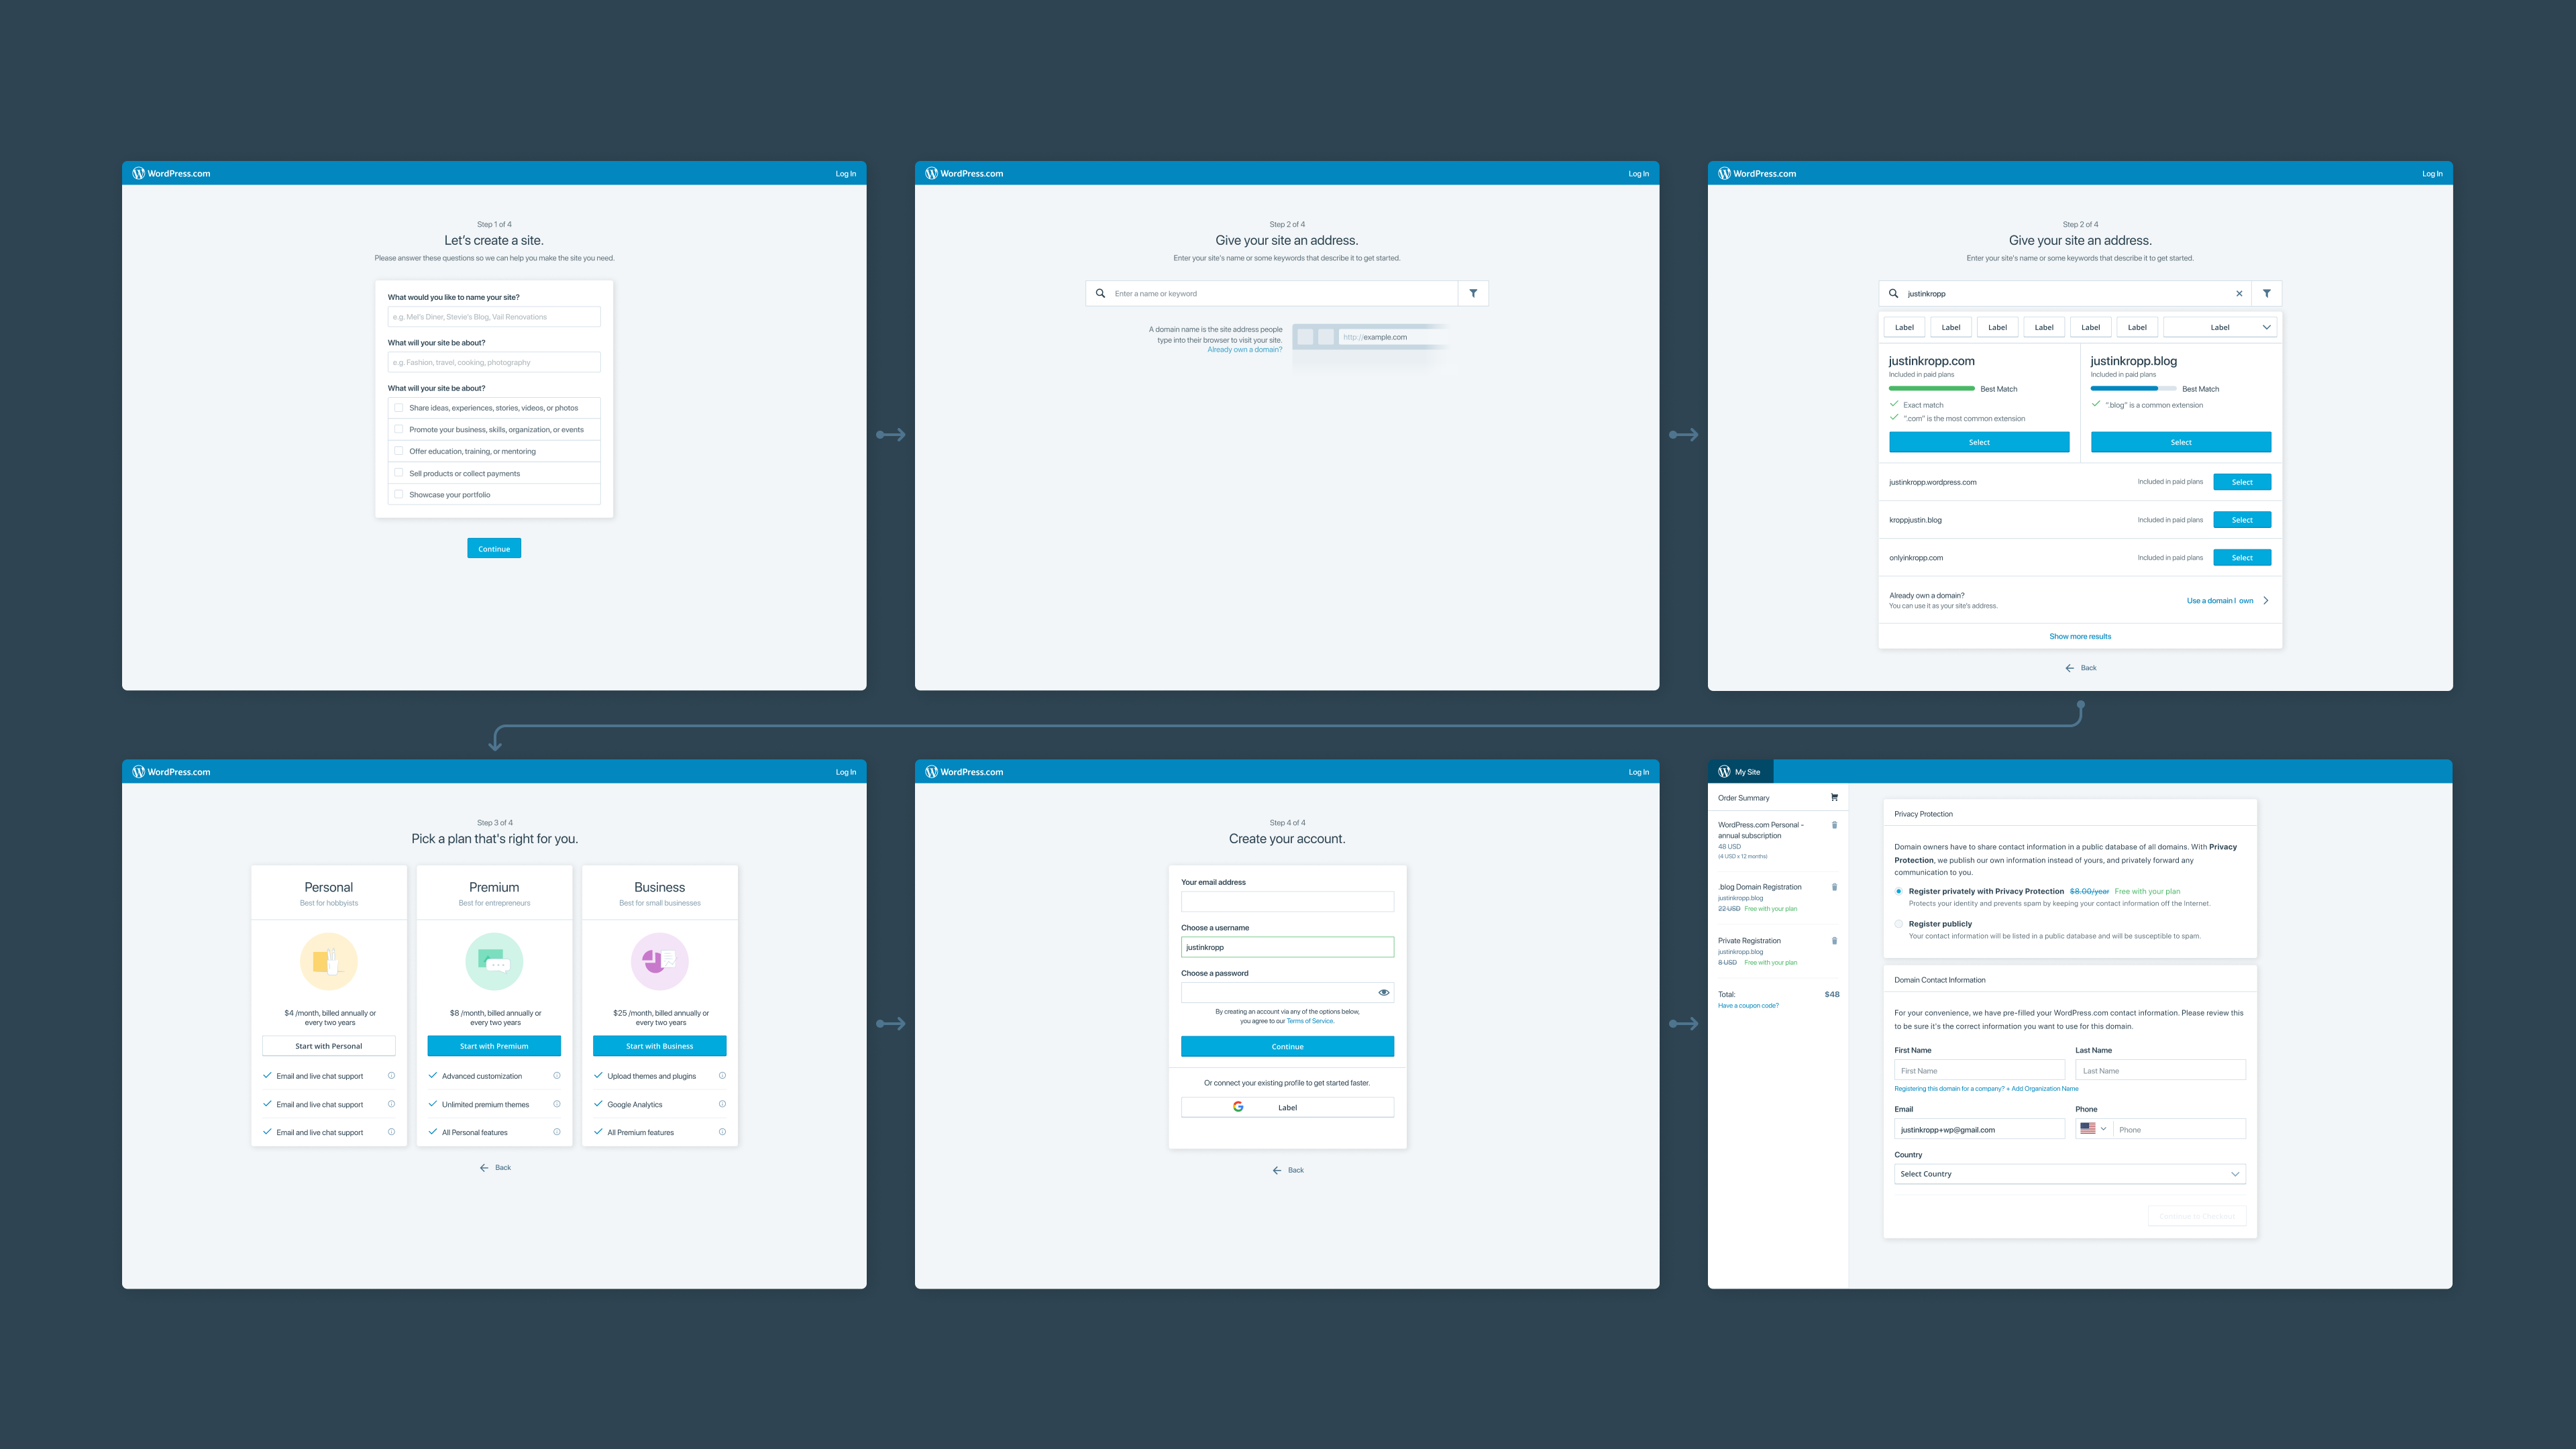 WordPress.com
Log In
Step 1 of 4
Let's create a site.
Please answer these questions so we can help you make the site you need.
What would you like to name your site?
e.g. Mel's Diner, Stevie's Blog, Vail Renovations
What will your site be about?
e.g. Fashion, travel, cooking, photography
What will your site be about?
Share ideas, experiences, stories, videos, or photos
Promote your business, skills, organization, or events
Offer education, training, or mentoring
Sell products or collect payments
Showcase your portfolio
Continue
WordPress.com
Log In
Step 2 of 4
Give your site an address.
Enter your site's name or some keywords that describe it to get started.
Enter a name or keyword
A domain name is the site address people
type into their browser to visit your site.
Already own a domain?
http://example.com
WordPress.com
Log In
Step 2 of 4
Give your site an address.
Enter your site's name or some keywords that describe it to get started.
justinkropp
Label
Label
Label
Label
Label
Label
Label
justinkropp.com
Included in paid plans
Best Match
Exact match
".com" is the most common extension
Select
justinkropp.blog
Included in paid plans
Best Match
".blog" is a common extension
Select
justinkropp.wordpress.com
Included in paid plans
Select
kroppjustin.blog
Included in paid plans
Select
onlyinkropp.com
Included in paid plans
Select
Already own a domain?
You can use it as your site's address.
Use a domain I own
Show more results
Back
WordPress.com
Log In
Step 3 of 4
Pick a plan that's right for you.
Personal
Best for hobbyists
$4 /month, billed annually or
every two years
Start with Personal
Email and live chat support
Email and live chat support
Email and live chat support
Premium
Best for entrepreneurs
$8 /month, billed annually or
every two years
Start with Premium
Advanced customization
Unlimited premium themes
All Personal features
Business
Best for small businesses
$25 /month, billed annually or
every two years
Start with Business
Upload themes and plugins
Google Analytics
All Premium features
Back
WordPress.com
Log In
Step 4 of 4
Create your account.
Your email address
Choose a username
justinkropp
Choose a password
By creating an account via any of the options below,
you agree to our Terms of Service.
Continue
Or connect your existing profile to get started faster.
Label
Back
My Site
Order Summary
WordPress.com Personal -
annual subscription
48 USD
(4 USD x 12 months)
.blog Domain Registration
justinkropp.blog
22 USD Free with your plan
Private Registration
justinkropp.blog
8 USD Free with your plan
Total: $48
Have a coupon code?
Privacy Protection
Domain owners have to share contact information in a public database of all domains. With Privacy
Protection, we publish our own information instead of yours, and privately forward any
communication to you.
Register privately with Privacy Protection $8.00/year Free with your plan
Protects your identity and prevents spam by keeping your contact information off the Internet.
Register publicly
Your contact information will be listed in a public database and will be susceptible to spam.
Domain Contact Information
For your convenience, we have pre-filled your WordPress.com contact information. Please review this
to be sure it's the correct information you want to use for this domain.
First Name
First Name
Last Name
Last Name
Registering this domain for a company? + Add Organization Name
Email
justinkropp+wp@gmail.com
Phone
Phone
Country
Select Country
Continue to Checkout